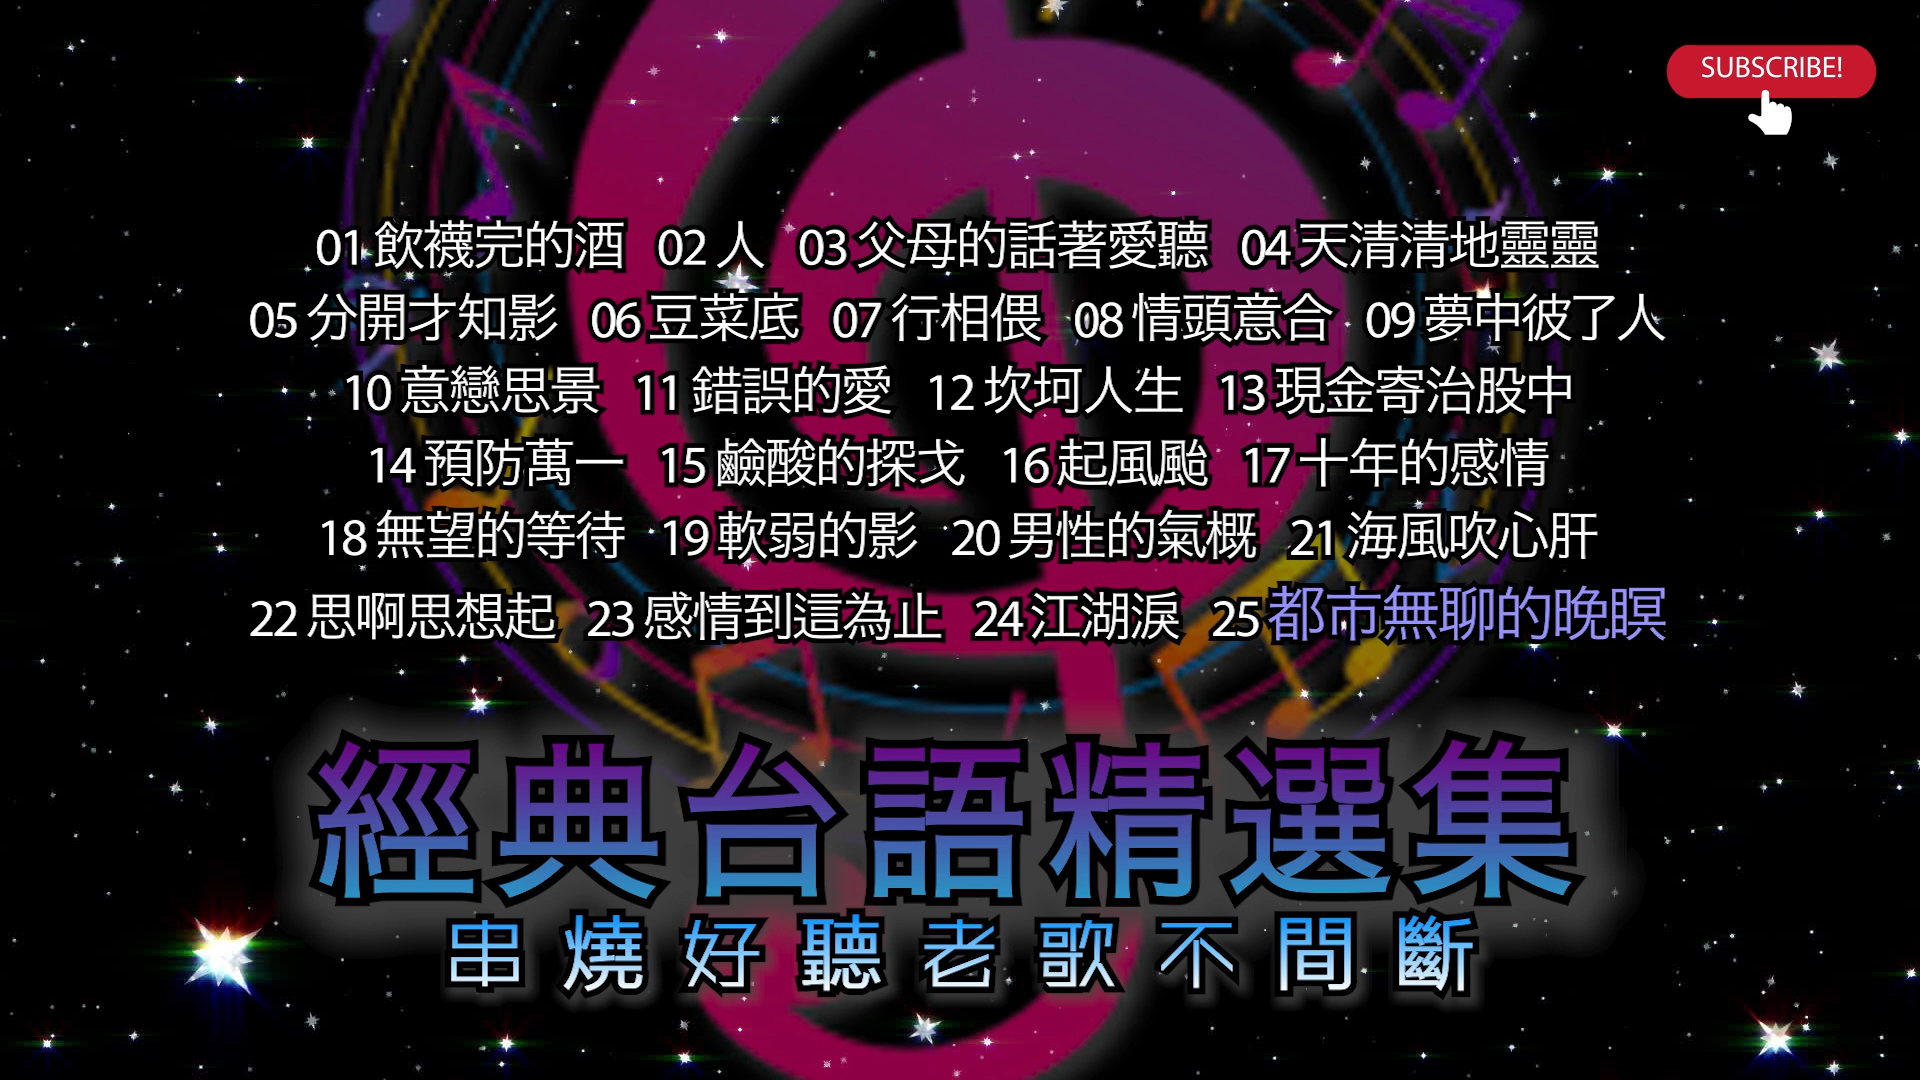 SUBSCRIBE!
01 飲襪完的酒 02 人 03 父母的話著愛聽 04 天清清地靈靈
05 分開才知影 06 豆菜底 07 行相偎 08 情頭意合 09 夢中彼了人
10 意戀思景 11 錯誤的愛 12 坎坷人生 13 現金寄治股中
14 預防萬一 15 鹼酸的探戈 16 起風颱 17 十年的感情
18 無望的等待 19 軟弱的影 20 男性的氣概 21 海風吹心肝
22 思啊思想起 23 感情到這為止 24 江湖淚 25 都市無聊的晚瞑
經典台語精選集
串燒好聽老歌不間斷